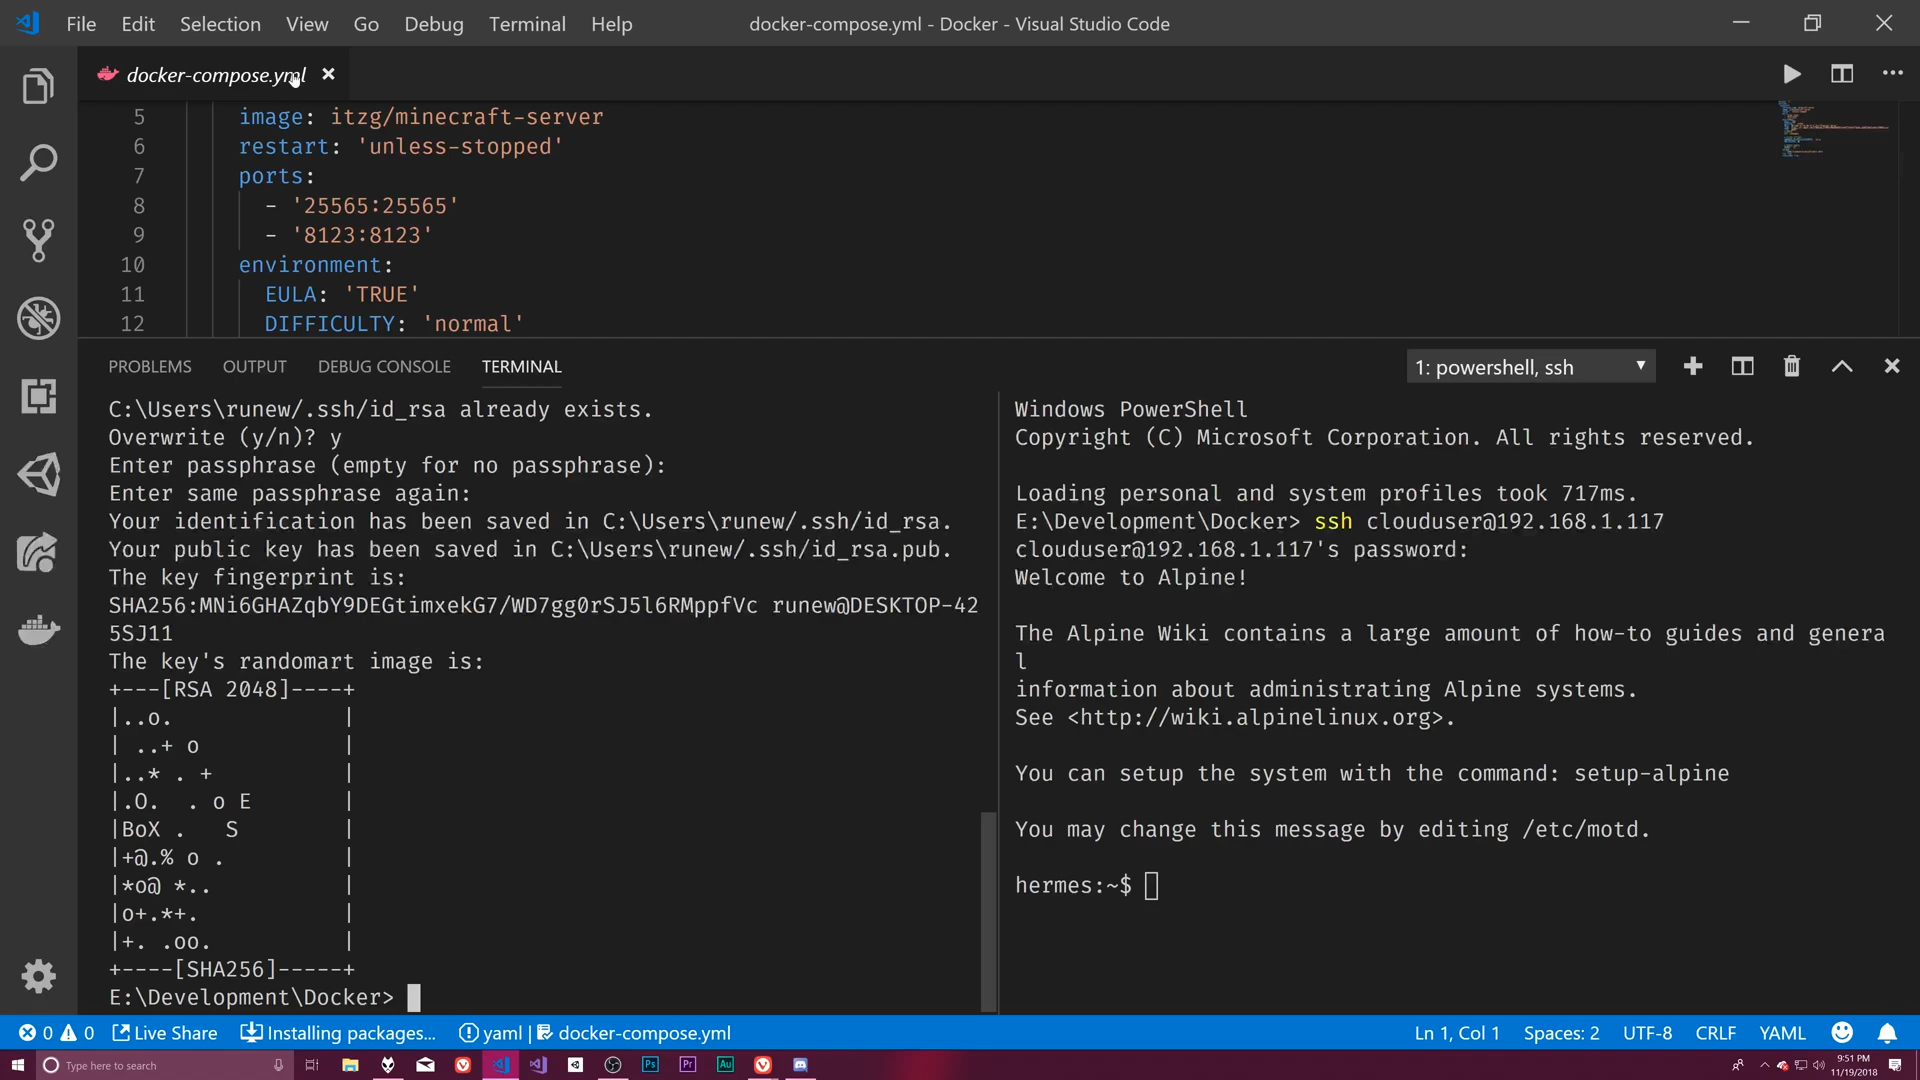 File Edit Selection View Go Debug Terminal Help
docker-compose.yml - Docker - Visual Studio Code
docker-compose.yml
5 image: itzg/minecraft-server
6 restart: 'unless-stopped'
7 ports:
8 - '25565:25565'
9 - '8123:8123'
10 environment:
11 EULA: 'TRUE'
12 DIFFICULTY: 'normal'
PROBLEMS OUTPUT DEBUG CONSOLE TERMINAL
1: powershell, ssh
C:\Users\runew/.ssh/id_rsa already exists.
Overwrite (y/n)? y
Enter passphrase (empty for no passphrase):
Enter same passphrase again:
Your identification has been saved in C:\Users\runew/.ssh/id_rsa.
Your public key has been saved in C:\Users\runew/.ssh/id_rsa.pub.
The key fingerprint is:
SHA256:MNi6GHAZqbY9DEGtimxekG7/WD7gg0rSJ5l6RMppfVc runew@DESKTOP-42
5SJ11
The key's randomart image is:
+---[RSA 2048]----+
|..o.             |
| ..+ o           |
|..* . +          |
|.O.  . o E       |
|BoX .   S        |
|+@.% o .         |
|*o@ *..          |
|o+.*+.           |
|+. .oo.          |
+----[SHA256]-----+
E:\Development\Docker>
Windows PowerShell
Copyright (C) Microsoft Corporation. All rights reserved.
Loading personal and system profiles took 717ms.
E:\Development\Docker> ssh clouduser@192.168.1.117
clouduser@192.168.1.117's password:
Welcome to Alpine!
The Alpine Wiki contains a large amount of how-to guides and genera
l
information about administrating Alpine systems.
See <http://wiki.alpinelinux.org>.
You can setup the system with the command: setup-alpine
You may change this message by editing /etc/motd.
hermes:~$
0 0 Live Share Installing packages... yaml | docker-compose.yml
Ln 1, Col 1 Spaces: 2 UTF-8 CRLF YAML
Type here to search
Ps Pr Au
9:51 PM
11/19/2018